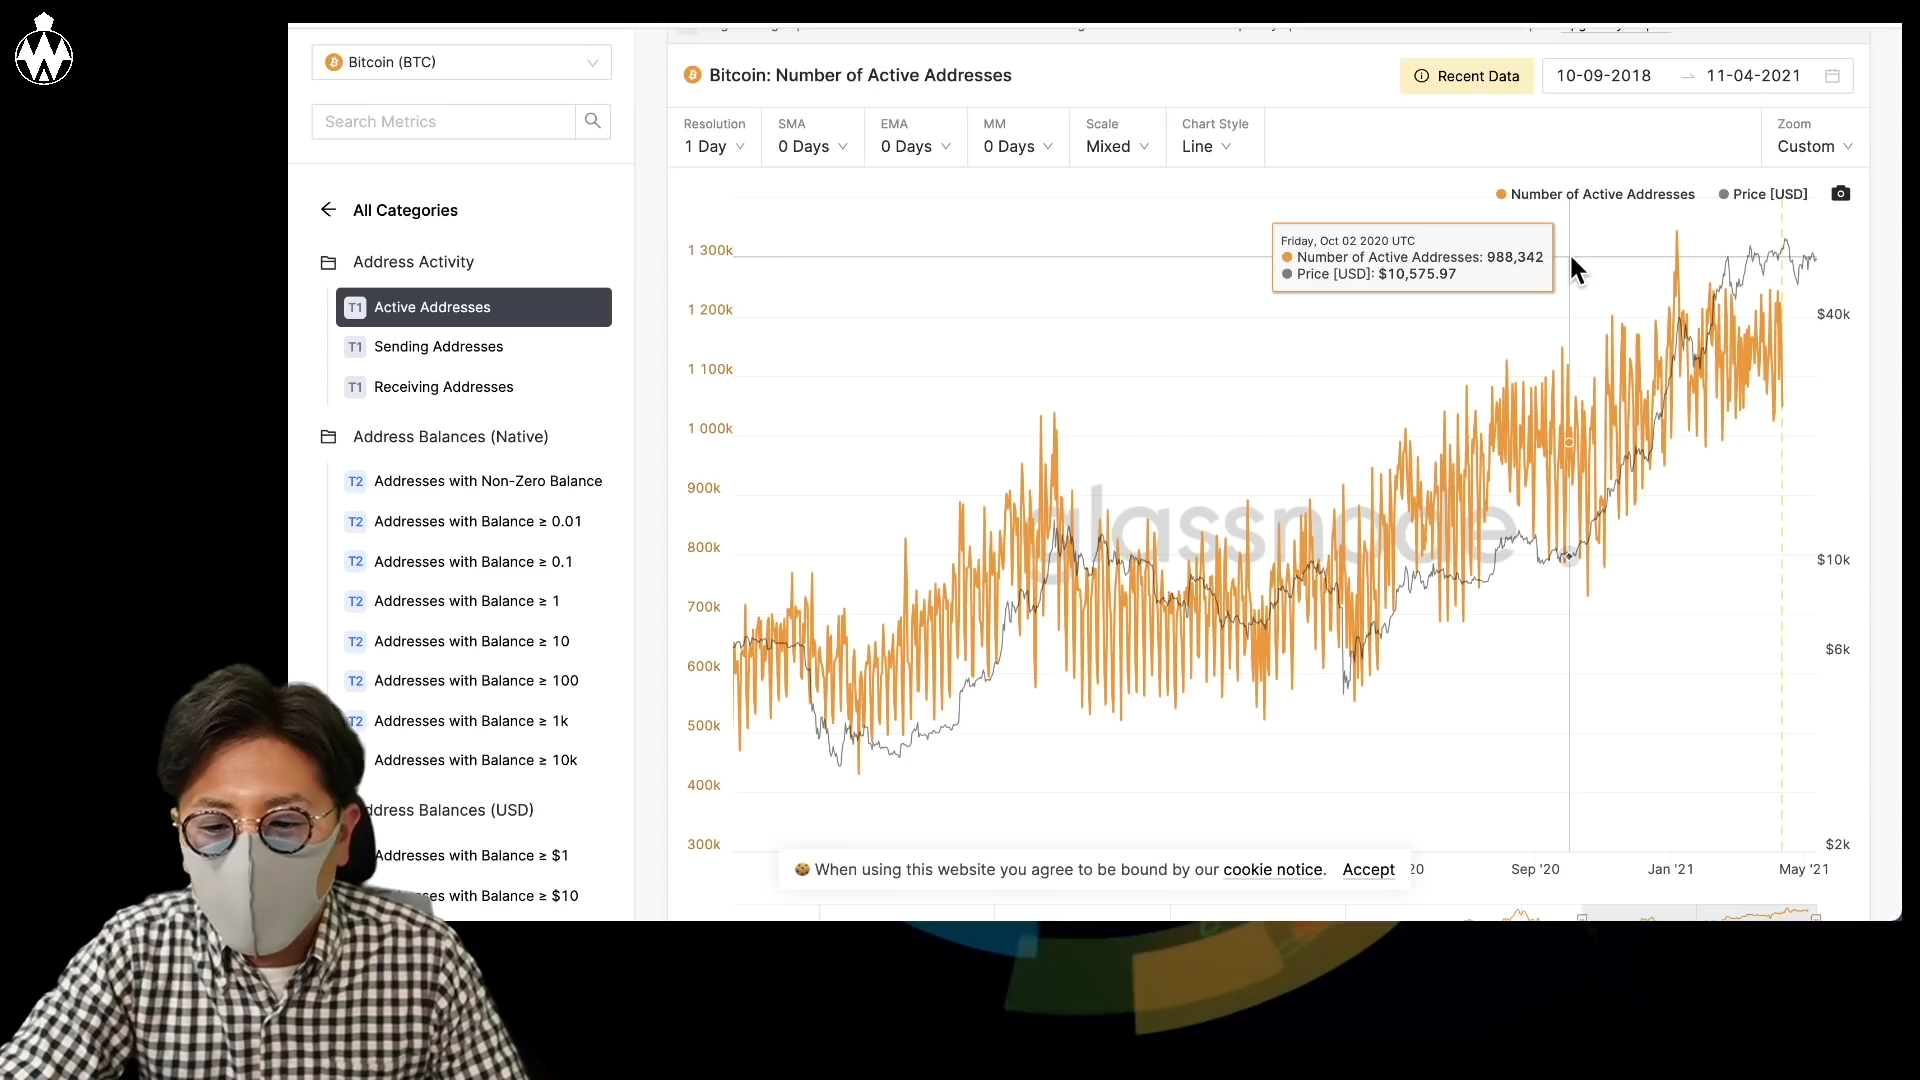 Bitcoin (BTC)
Search Metrics
All Categories
Address Activity
T1 Active Addresses
T1 Sending Addresses
T1 Receiving Addresses
Address Balances (Native)
T2 Addresses with Non-Zero Balance
T2 Addresses with Balance ≥ 0.01
T2 Addresses with Balance ≥ 0.1
T2 Addresses with Balance ≥ 1
T2 Addresses with Balance ≥ 10
T2 Addresses with Balance ≥ 100
T2 Addresses with Balance ≥ 1k
Addresses with Balance ≥ 10k
ddress Balances (USD)
Addresses with Balance ≥ $1
es with Balance ≥ $10
Bitcoin: Number of Active Addresses
Recent Data
10-09-2018 → 11-04-2021
Resolution SMA EMA MM Scale Chart Style Zoom
1 Day 0 Days 0 Days 0 Days Mixed Line Custom
Number of Active Addresses Price [USD]
Friday, Oct 02 2020 UTC
Number of Active Addresses: 988,342
Price [USD]: $10,575.97
1 300k
1 200k
1 100k
1 000k
900k
800k
700k
600k
500k
400k
300k
$40k
$10k
$6k
$2k
glassnode
20 Sep '20 Jan '21 May '21
When using this website you agree to be bound by our cookie notice. Accept
W